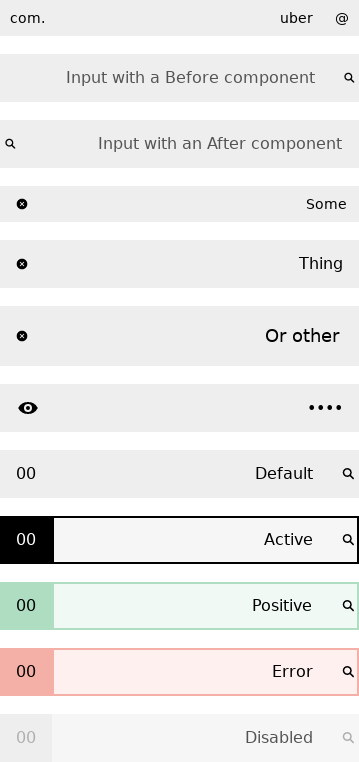 com. uber @
Input with a Before component
Input with an After component
Some
Thing
Or other
••••
00 Default
00 Active
00 Positive
00 Error
00 Disabled